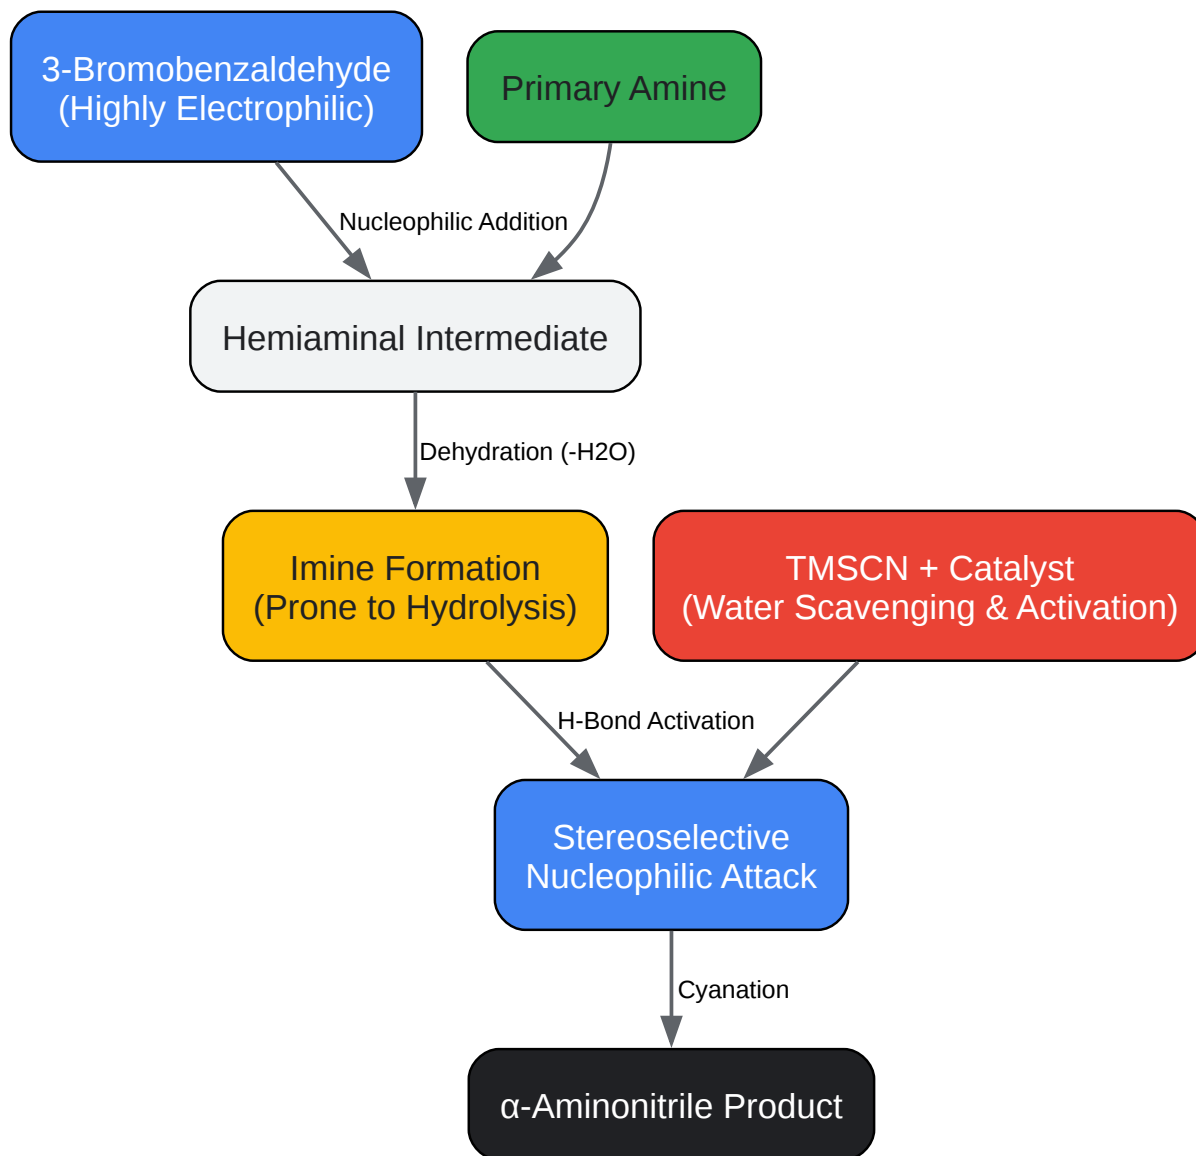 3-Bromobenzaldehyde
(Highly Electrophilic)
Primary Amine
Nucleophilic Addition
Hemiaminal Intermediate
Dehydration (-H2O)
Imine Formation
(Prone to Hydrolysis)
TMSCN + Catalyst
(Water Scavenging & Activation)
H-Bond Activation
Stereoselective
Nucleophilic Attack
Cyanation
α-Aminonitrile Product